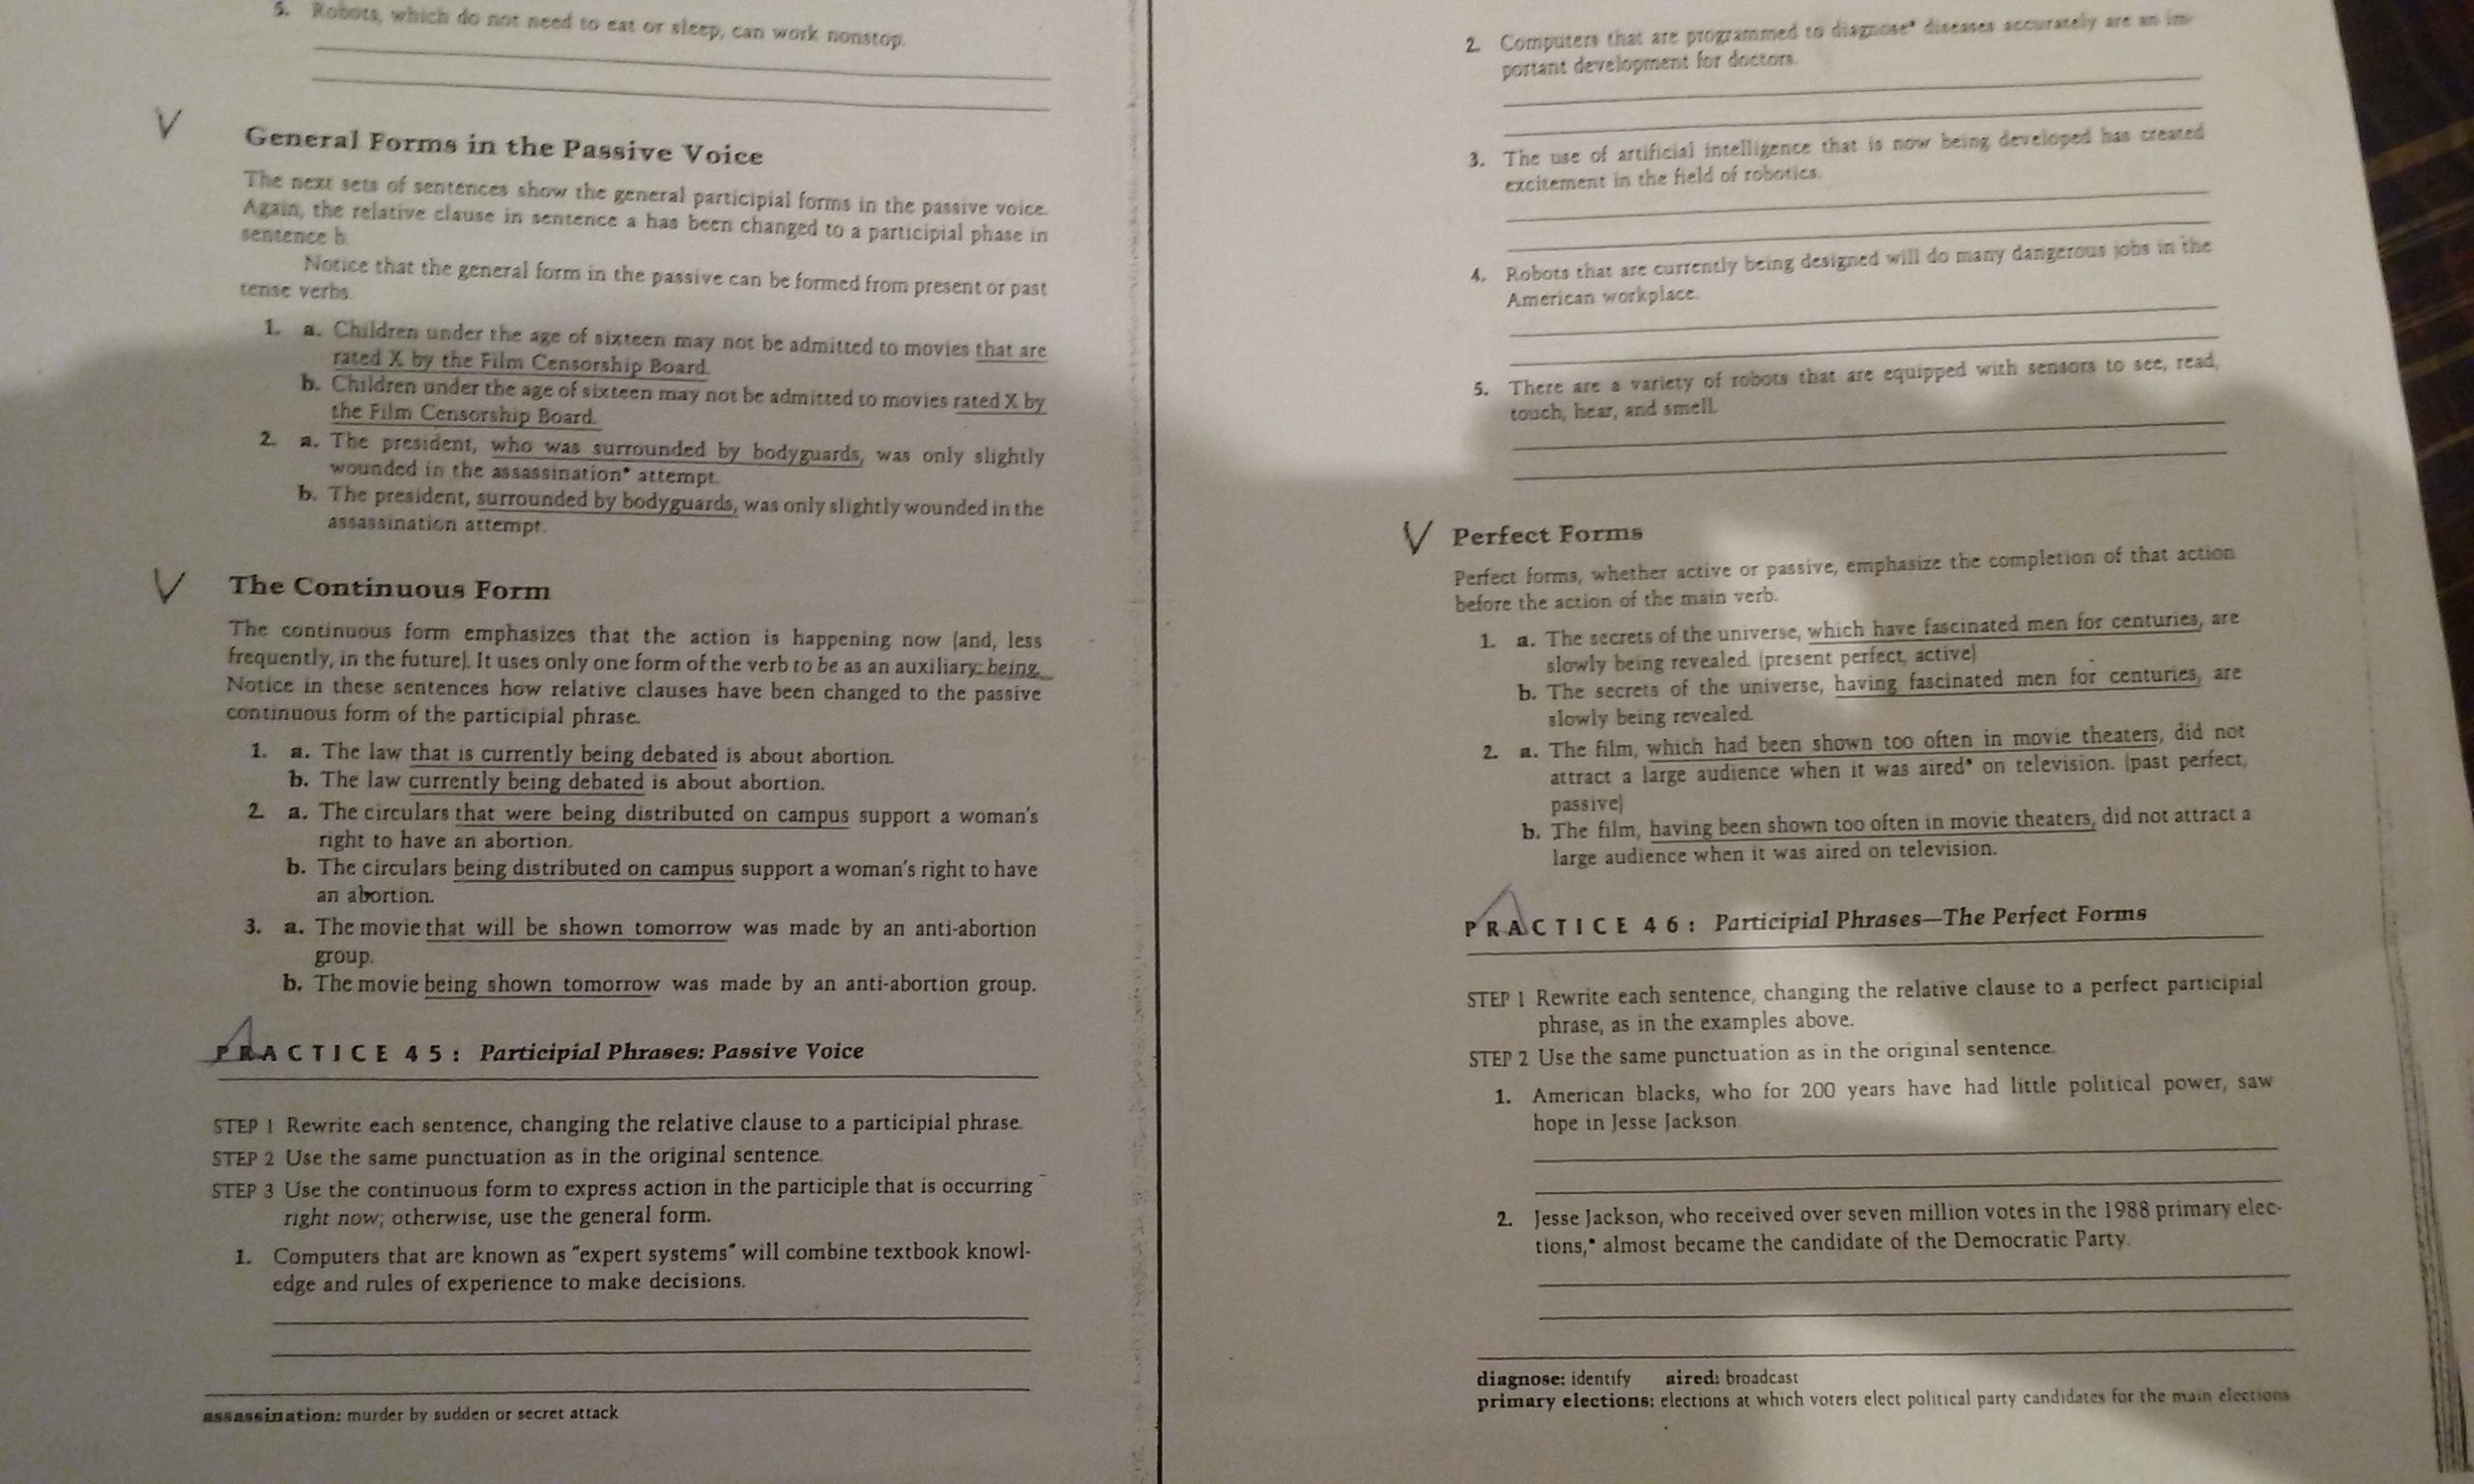 5. Robots, which do not need to eat or sleep, can work nonstop.
V
General Forms in the Passive Voice
The next sets of sentences show the general participial forms in the passive voice.
Again, the relative clause in sentence a has been changed to a participial phase in
sentence b.
Notice that the general form in the passive can be formed from present or past
tense verbs.
1. a. Children under the age of sixteen may not be admitted to movies that are
rated X by the Film Censorship Board.
b. Children under the age of sixteen may not be admitted to movies rated X by
the Film Censorship Board.
2. a. The president, who was surrounded by bodyguards, was only slightly
wounded in the assassination* attempt.
b. The president, surrounded by bodyguards, was only slightly wounded in the
assassination attempt.
V
The Continuous Form
The continuous form emphasizes that the action is happening now (and, less
frequently, in the future). It uses only one form of the verb to be as an auxiliary: being.
Notice in these sentences how relative clauses have been changed to the passive
continuous form of the participial phrase.
1. a. The law that is currently being debated is about abortion.
b. The law currently being debated is about abortion.
2. a. The circulars that were being distributed on campus support a woman's
right to have an abortion.
b. The circulars being distributed on campus support a woman's right to have
an abortion.
3. a. The movie that will be shown tomorrow was made by an anti-abortion
group.
b. The movie being shown tomorrow was made by an anti-abortion group.
PRACTICE 45: Participial Phrases: Passive Voice
STEP 1 Rewrite each sentence, changing the relative clause to a participial phrase.
STEP 2 Use the same punctuation as in the original sentence.
STEP 3 Use the continuous form to express action in the participle that is occurring
right now; otherwise, use the general form.
1. Computers that are known as "expert systems" will combine textbook knowl-
edge and rules of experience to make decisions.
assassination: murder by sudden or secret attack
2. Computers that are programmed to diagnose* diseases accurately are an im-
portant development for doctors.
3. The use of artificial intelligence that is now being developed has created
excitement in the field of robotics.
4. Robots that are currently being designed will do many dangerous jobs in the
American workplace.
5. There are a variety of robots that are equipped with sensors to see, read,
touch, hear, and smell.
V
Perfect Forms
Perfect forms, whether active or passive, emphasize the completion of that action
before the action of the main verb.
1. a. The secrets of the universe, which have fascinated men for centuries, are
slowly being revealed. (present perfect, active)
b. The secrets of the universe, having fascinated men for centuries, are
slowly being revealed.
2. a. The film, which had been shown too often in movie theaters, did not
attract a large audience when it was aired* on television. (past perfect,
passive)
b. The film, having been shown too often in movie theaters, did not attract a
large audience when it was aired on television.
PRACTICE 46: Participial Phrases—The Perfect Forms
STEP 1 Rewrite each sentence, changing the relative clause to a perfect participial
phrase, as in the examples above.
STEP 2 Use the same punctuation as in the original sentence.
1. American blacks, who for 200 years have had little political power, saw
hope in Jesse Jackson.
2. Jesse Jackson, who received over seven million votes in the 1988 primary elec-
tions,* almost became the candidate of the Democratic Party.
diagnose: identify aired: broadcast
primary elections: elections at which voters elect political party candidates for the main elections